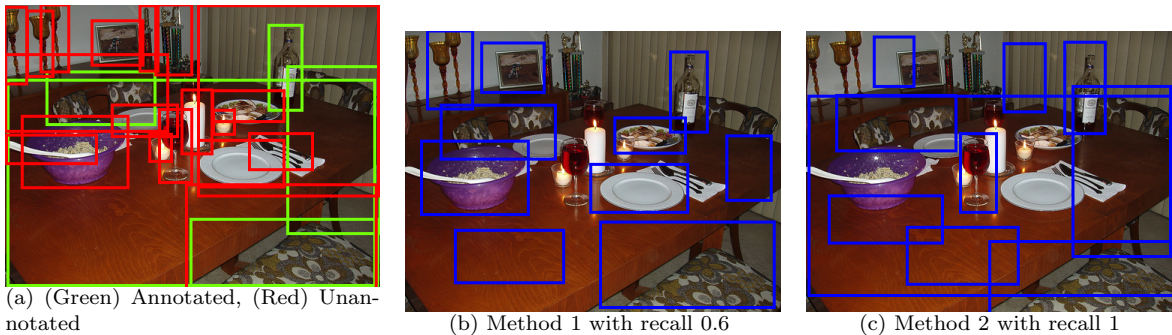 (a) (Green) Annotated, (Red) Unan-
notated
(b) Method 1 with recall 0.6
(c) Method 2 with recall 1